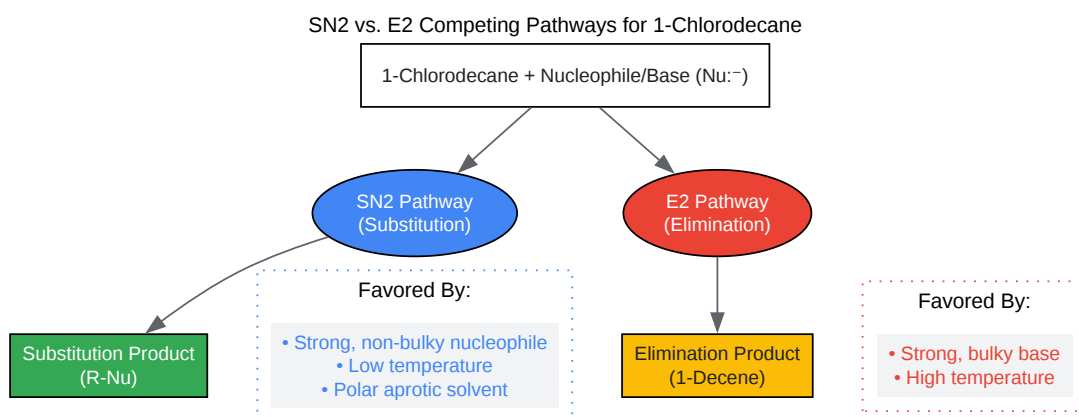 SN2 vs. E2 Competing Pathways for 1-Chlorodecane
1-Chlorodecane + Nucleophile/Base (Nu:⁻)
SN2 Pathway
(Substitution)
E2 Pathway
(Elimination)
Favored By:
• Strong, non-bulky nucleophile
• Low temperature
• Polar aprotic solvent
Favored By:
• Strong, bulky base
• High temperature
Substitution Product
(R-Nu)
Elimination Product
(1-Decene)